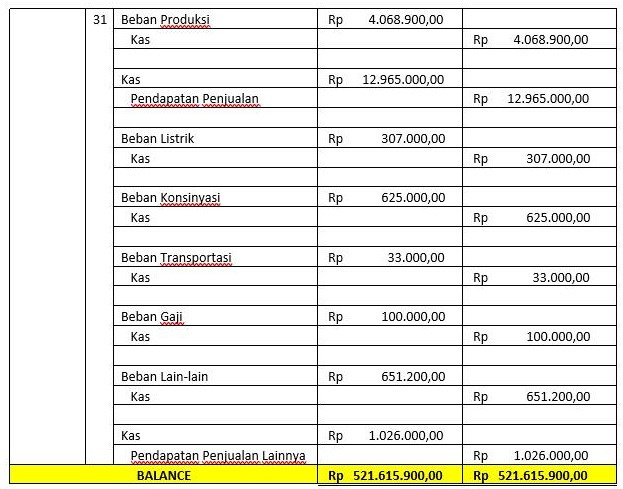 31 Beban Produksi Rp 4.068.900,00
Kas Rp 4.068.900,00
Kas Rp 12.965.000,00
Pendapatan Penjualan Rp 12.965.000,00
Beban Listrik Rp 307.000,00
Kas Rp 307.000,00
Beban Konsinyasi Rp 625.000,00
Kas Rp 625.000,00
Beban Transportasi Rp 33.000,00
Kas Rp 33.000,00
Beban Gaji Rp 100.000,00
Kas Rp 100.000,00
Beban Lain-lain Rp 651.200,00
Kas Rp 651.200,00
Kas Rp 1.026.000,00
Pendapatan Penjualan Lainnya Rp 1.026.000,00
BALANCE Rp 521.615.900,00 Rp 521.615.900,00